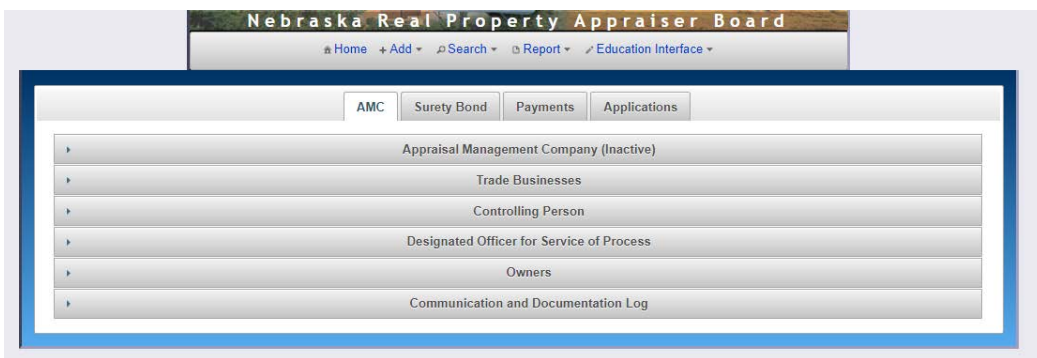 Nebraska Real Property Appraiser Board
Home Add Search Report Education Interface
AMC Surety Bond Payments Applications
Appraisal Management Company (Inactive)
Trade Businesses
Controlling Person
Designated Officer for Service of Process
Owners
Communication and Documentation Log